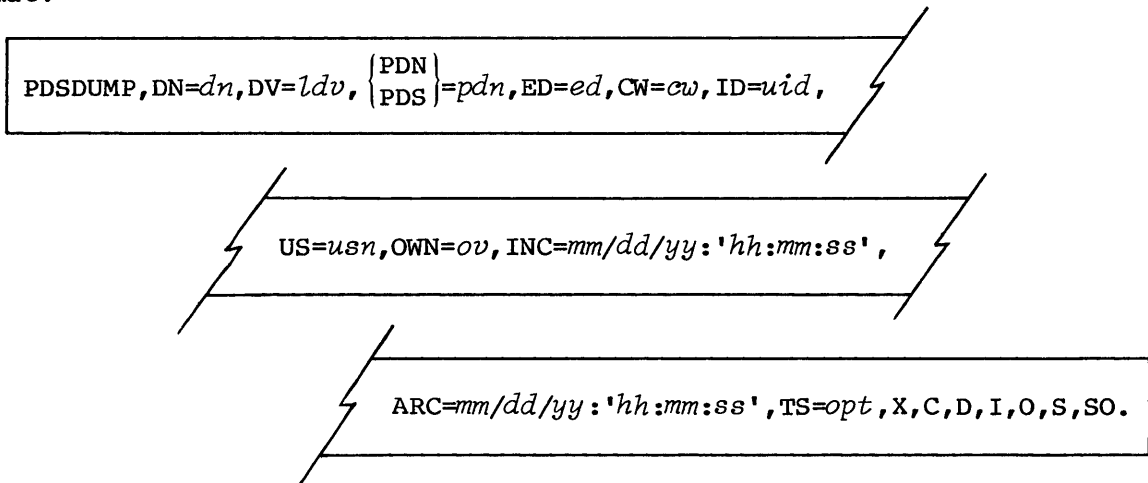 PDSDUMP,DN=dn,DV=ldv,{PDN
PDS}=pdn,ED=ed,CW=cw,ID=uid,
US=usn,OWN=ov,INC=mm/dd/yy:'hh:mm:ss',
ARC=mm/dd/yy:'hh:mm:ss',TS=opt,X,C,D,I,O,S,SO.